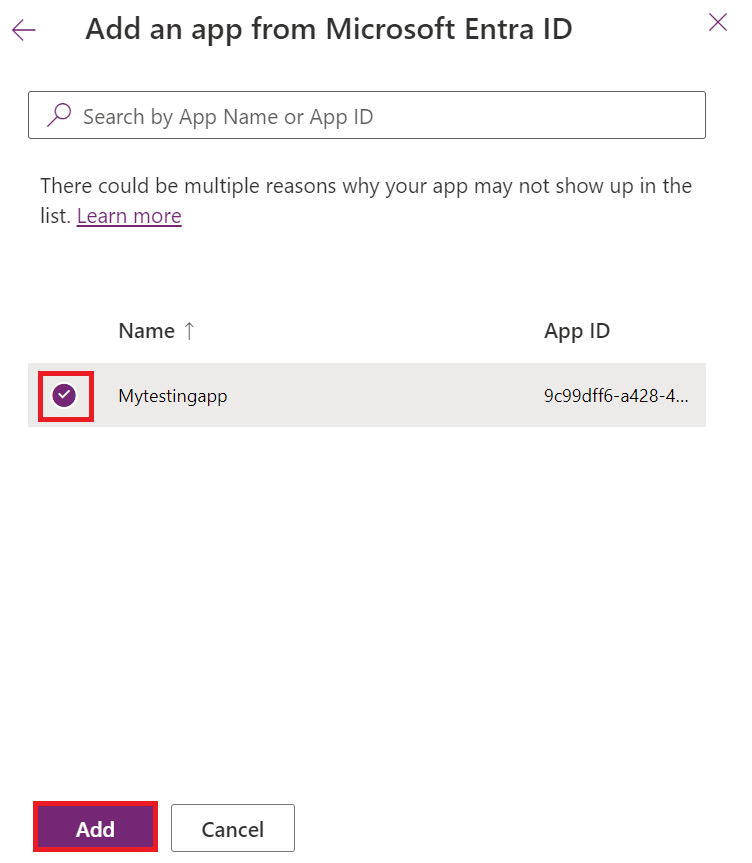 Add an app from Microsoft Entra ID
Search by App Name or App ID
There could be multiple reasons why your app may not show up in the
list. Learn more
Name ↑ App ID
Mytestingapp 9c99dff6-a428-4...
Add Cancel